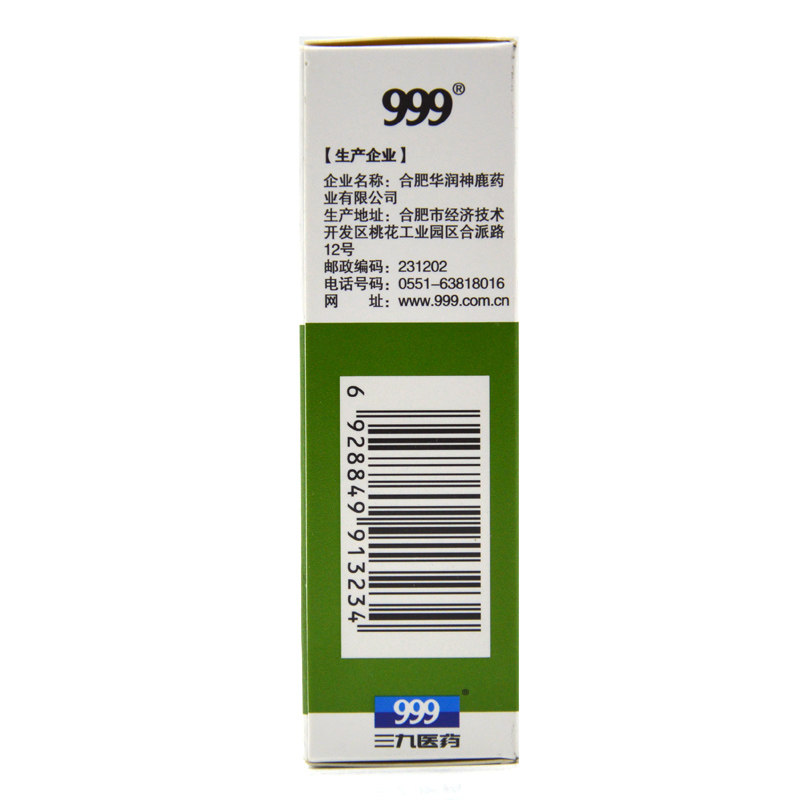 999®
【生产企业】
企业名称：合肥华润神鹿药
业有限公司
生产地址：合肥市经济技术
开发区桃花工业园区合派路
12号
邮政编码：231202
电话号码：0551-63818016
网　　址：www.999.com.cn
6 928849 913234
999®
三九医药